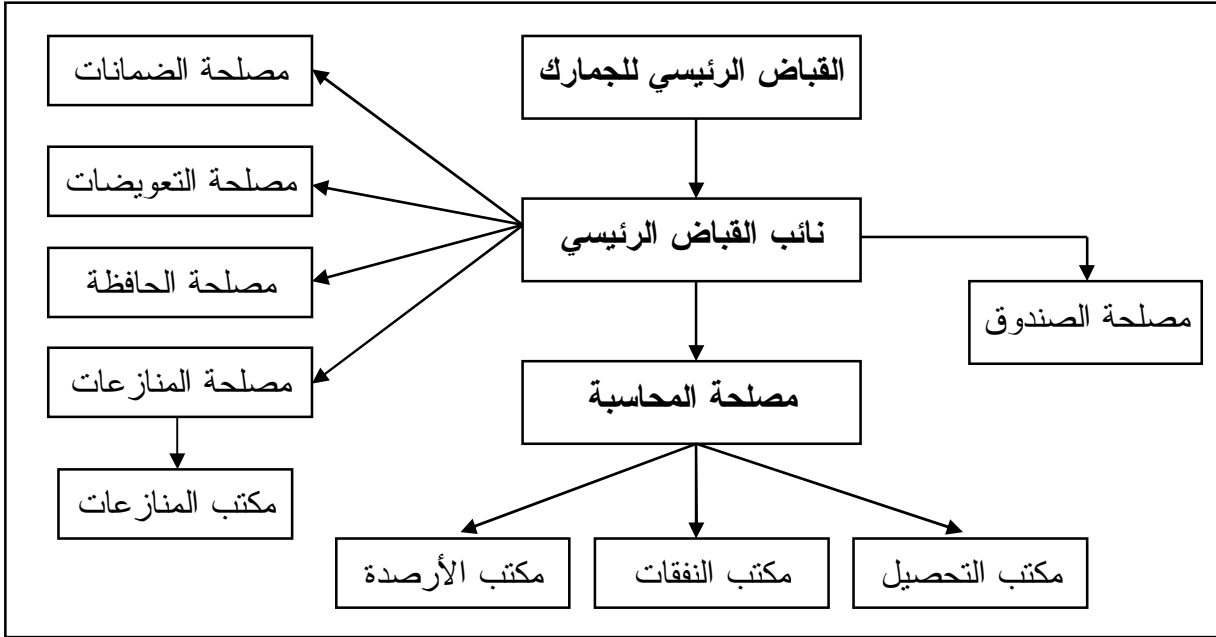 القباض الرئيسي للجمارك
مصلحة الضمانات
مصلحة التعويضات
نائب القباض الرئيسي
مصلحة الحافظة
مصلحة الصندوق
مصلحة المنازعات
مصلحة المحاسبة
مكتب المنازعات
مكتب التحصيل
مكتب النفقات
مكتب الأرصدة